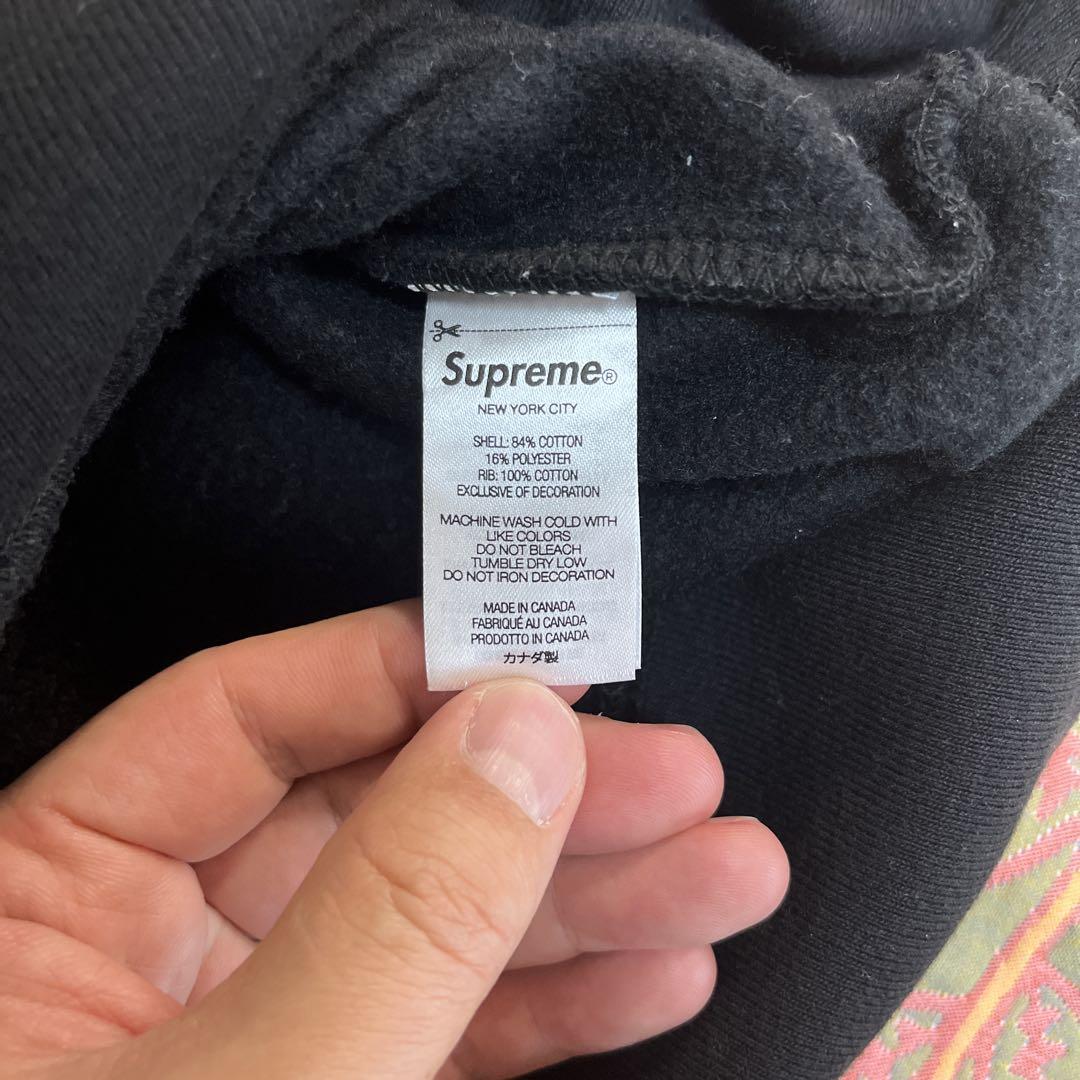 Supreme®
NEW YORK CITY
SHELL: 84% COTTON
16% POLYESTER
RIB: 100% COTTON
EXCLUSIVE OF DECORATION
MACHINE WASH COLD WITH
LIKE COLORS
DO NOT BLEACH
TUMBLE DRY LOW
DO NOT IRON DECORATION
MADE IN CANADA
FABRIQUÉ AU CANADA
PRODOTTO IN CANADA
カナダ製